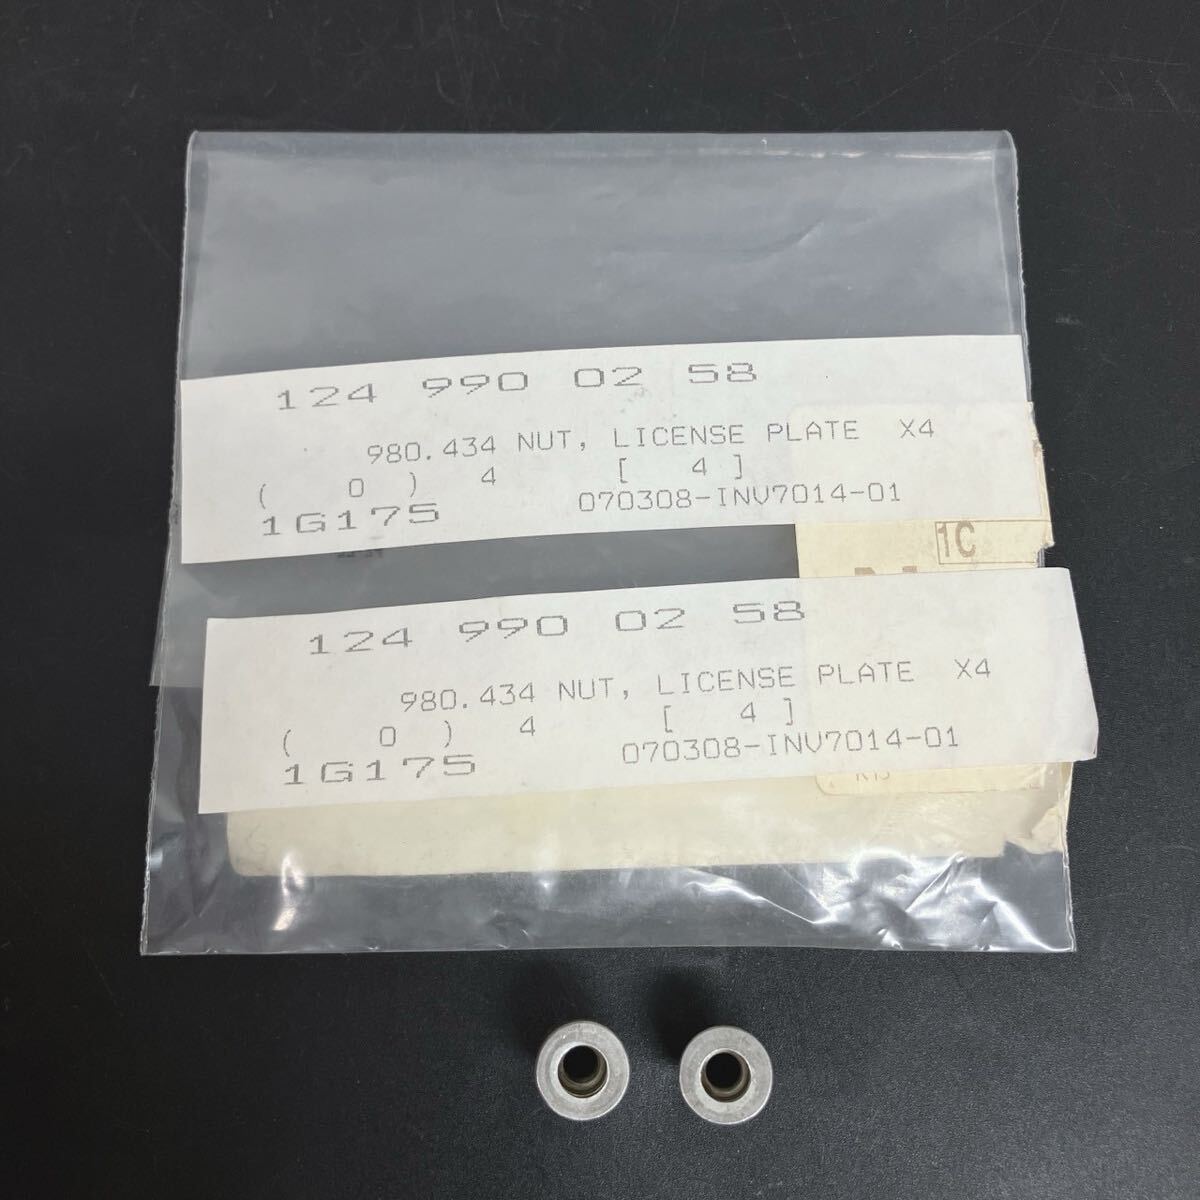 124 990 02 58
980.434 NUT, LICENSE PLATE X4
( 0 ) 4 [ 4 ]
1G175 070308-INV7014-01
1C
124 990 02 58
980.434 NUT, LICENSE PLATE X4
( 0 ) 4 [ 4 ]
1G175 070308-INV7014-01